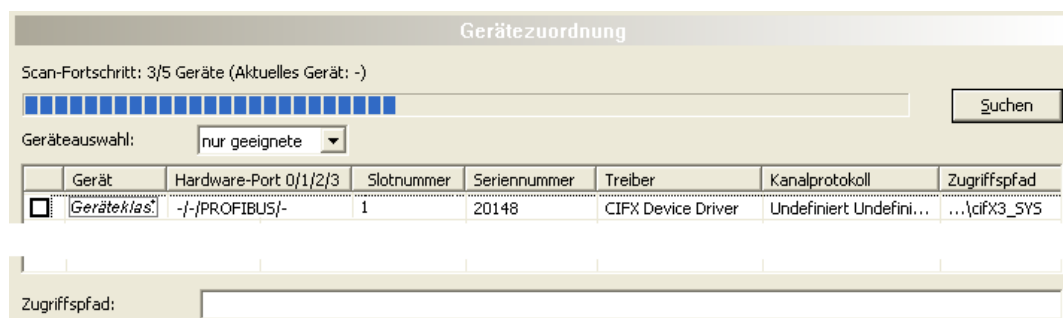 Gerätezuordnung
Scan-Fortschritt: 3/5 Geräte (Aktuelles Gerät: -)
Suchen
Geräteauswahl: nur geeignete
Gerät Hardware-Port 0/1/2/3 Slotnummer Seriennummer Treiber Kanalprotokoll Zugriffspfad
Geräteklas.* -/-/PROFIBUS/- 1 20148 CIFX Device Driver Undefiniert Undefini... ...\cifX3_SYS
Zugriffspfad: